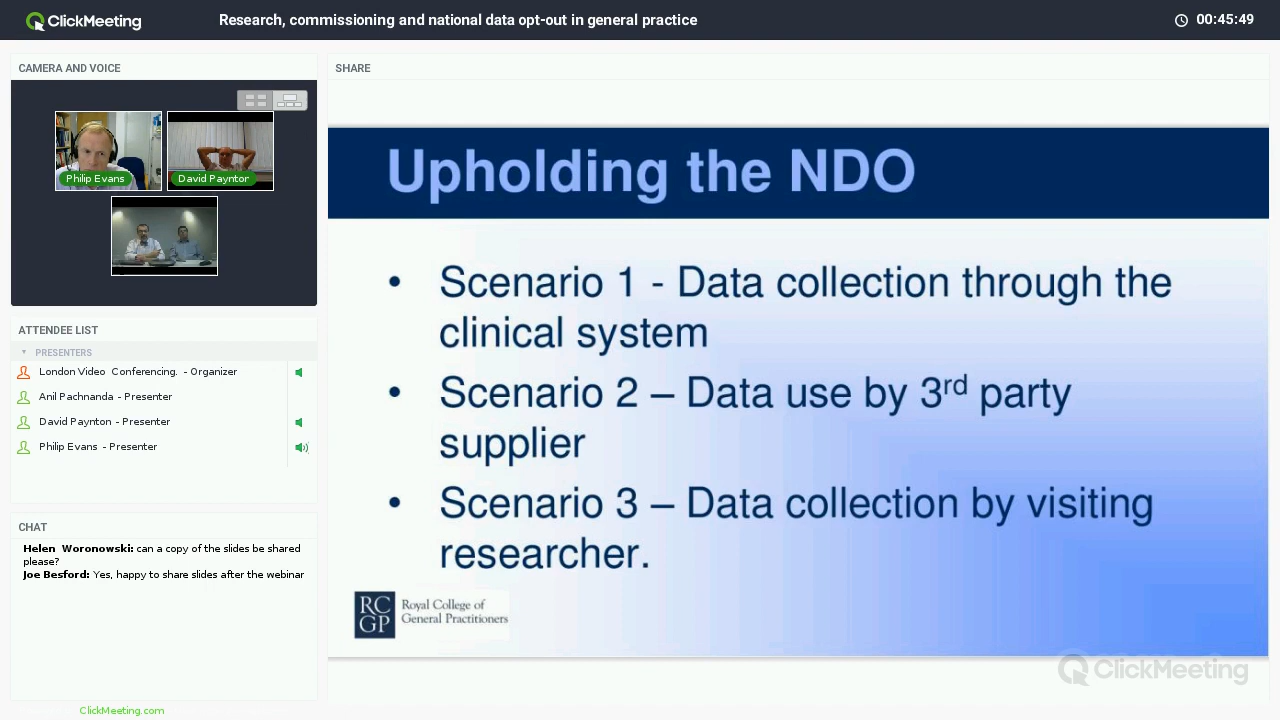 ClickMeeting
Research, commissioning and national data opt-out in general practice
00:45:49
CAMERA AND VOICE
Philip Evans
David Paynton
ATTENDEE LIST
PRESENTERS
London Video Conferencing. - Organizer
Anil Pachnanda - Presenter
David Paynton - Presenter
Philip Evans - Presenter
CHAT
Helen Woronowski: can a copy of the slides be shared
please?
Joe Besford: Yes, happy to share slides after the webinar
ClickMeeting.com
SHARE
Upholding the NDO
• Scenario 1 - Data collection through the
clinical system
• Scenario 2 – Data use by 3rd party
supplier
• Scenario 3 – Data collection by visiting
researcher.
RC
GP
Royal College of
General Practitioners
ClickMeeting